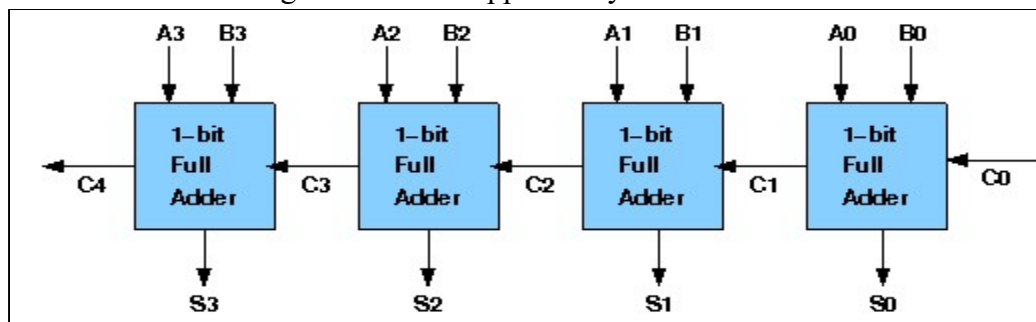 A3 B3 A2 B2 A1 B1 A0 B0
1-bit Full Adder
1-bit Full Adder
1-bit Full Adder
1-bit Full Adder
C4 C3 C2 C1 C0
S3 S2 S1 S0